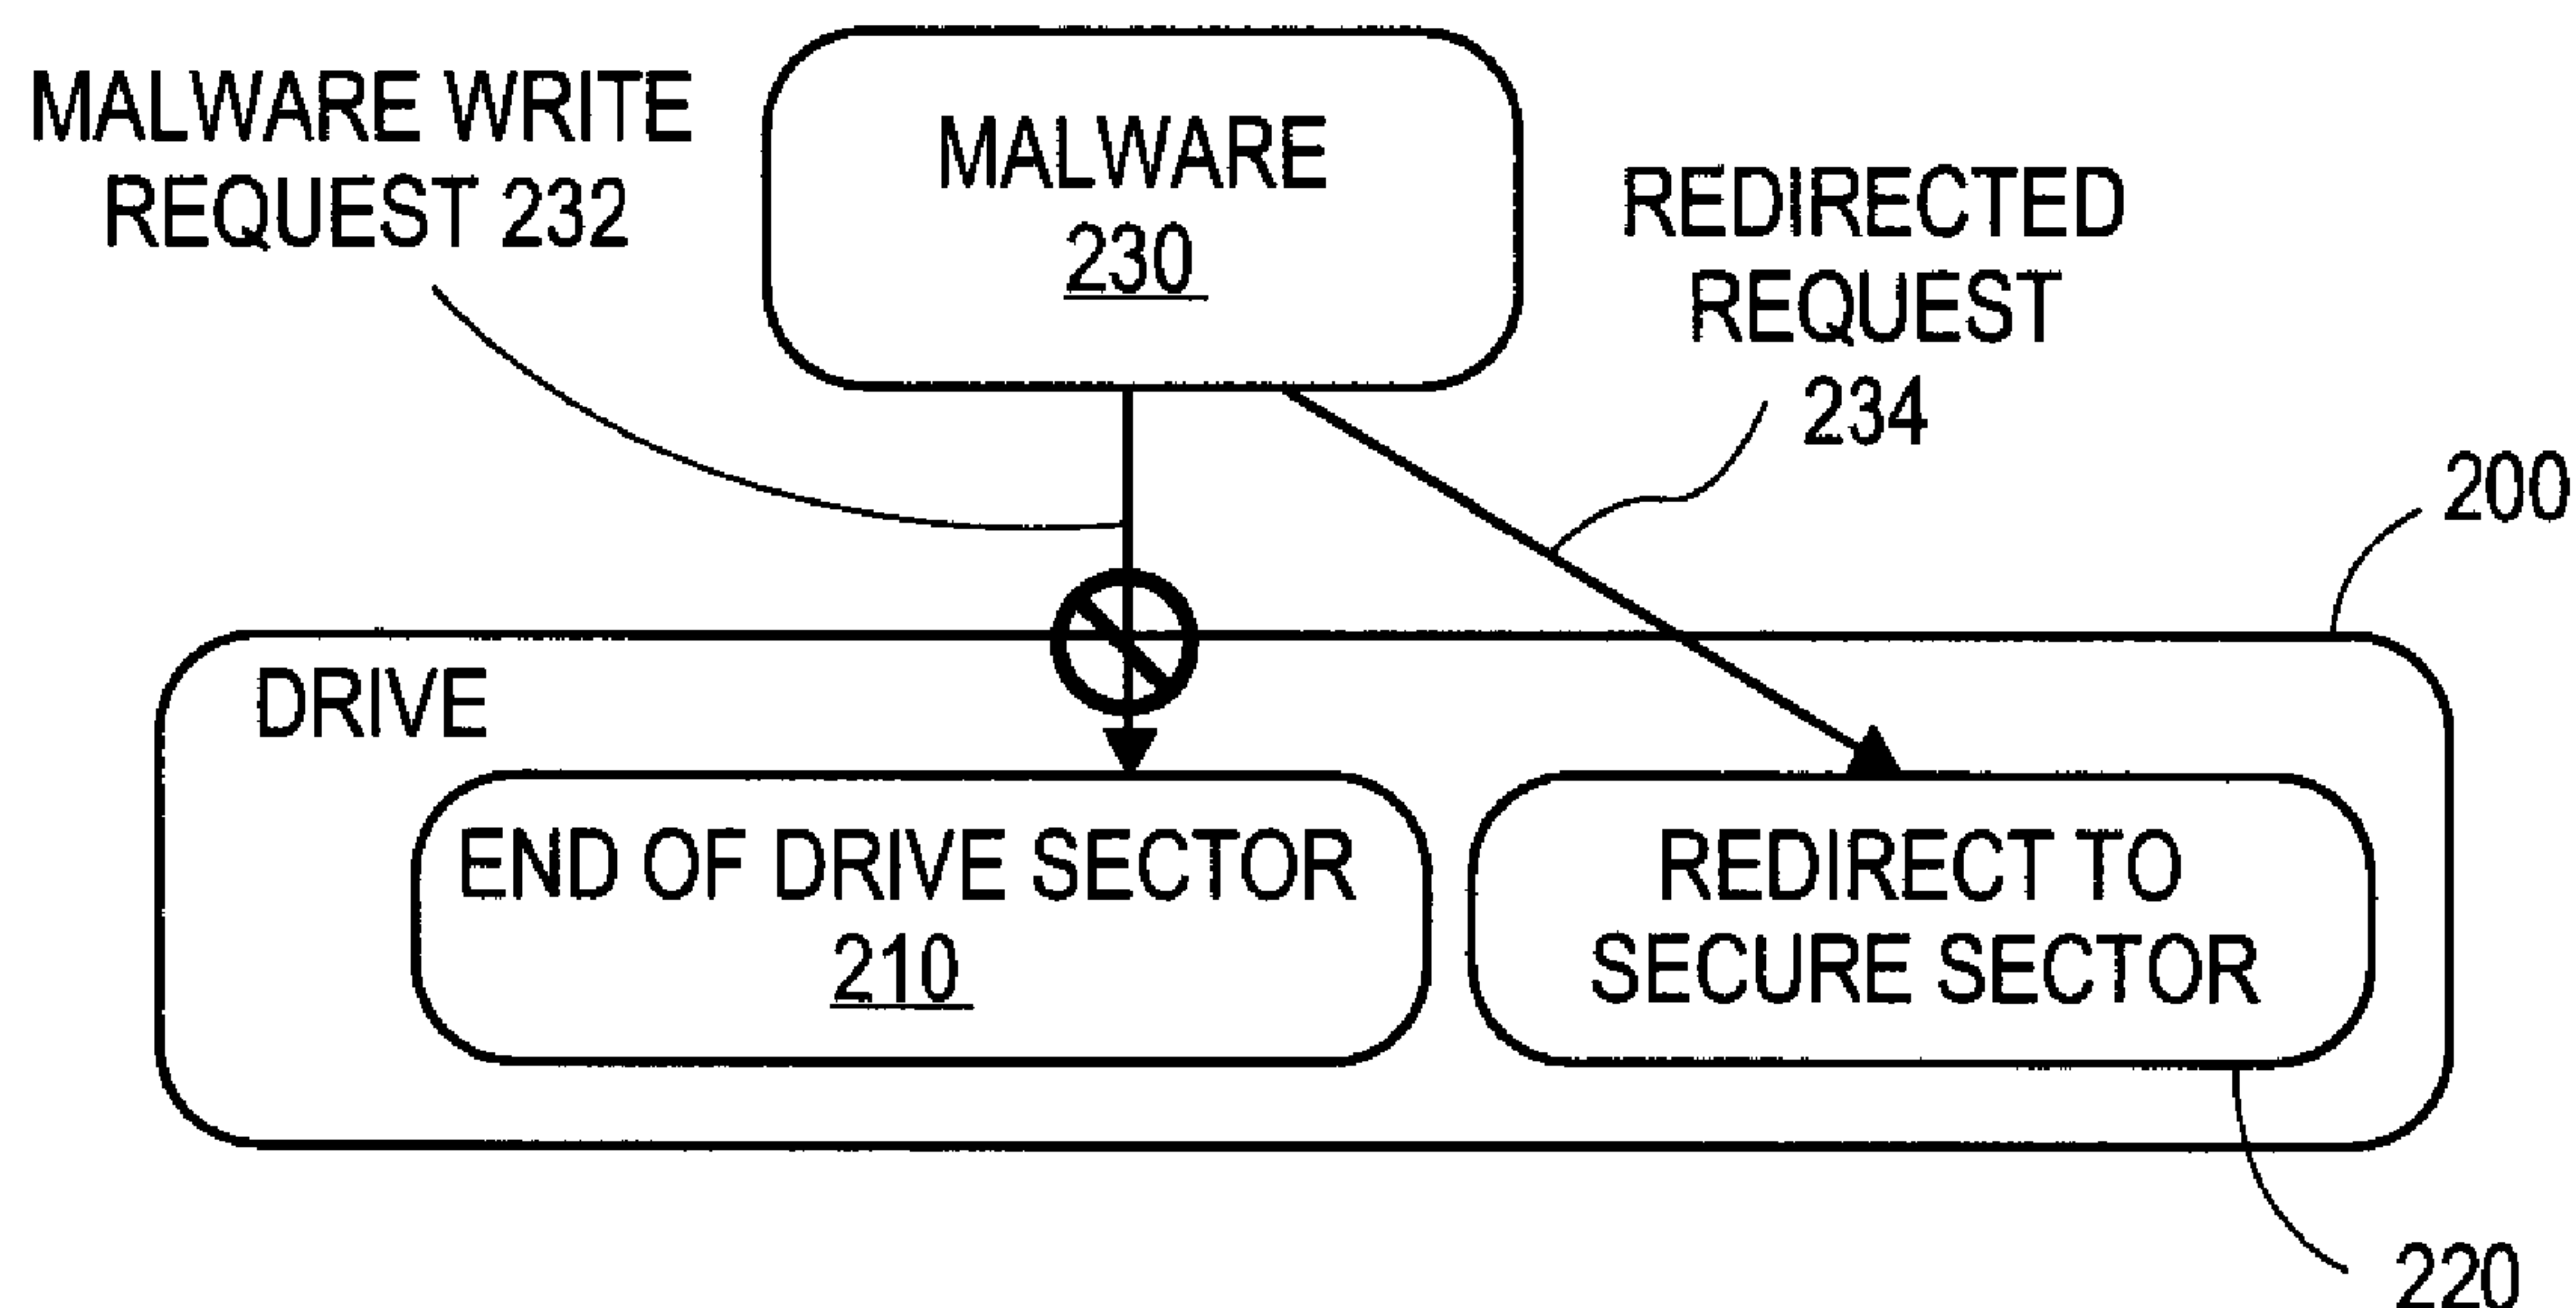 MALWARE WRITE
REQUEST 232
MALWARE
230
REDIRECTED
REQUEST
234
200
DRIVE
END OF DRIVE SECTOR
210
REDIRECT TO
SECURE SECTOR
220